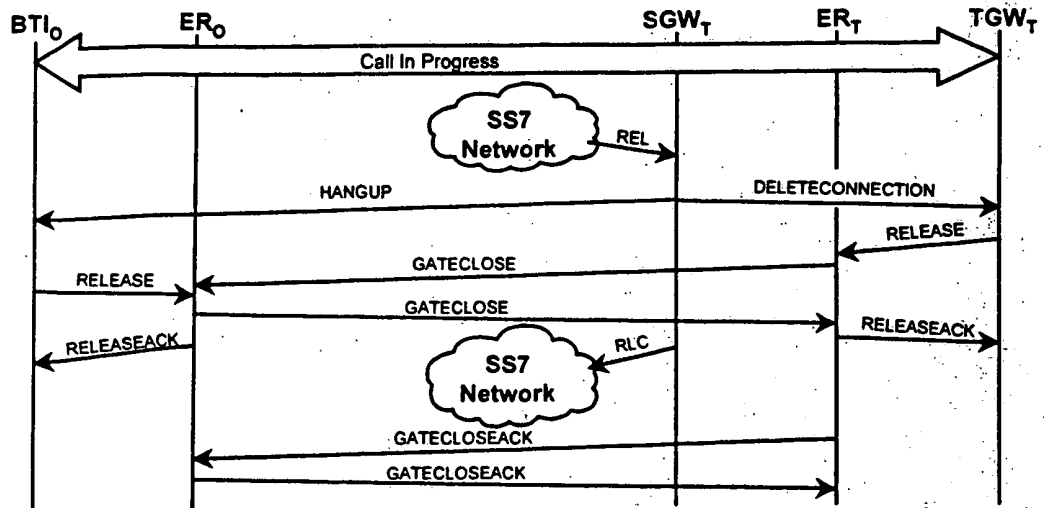 BTIO ERO SGWT ERT TGWT
Call In Progress
SS7
Network
REL
HANGUP
DELETECONNECTION
RELEASE
GATECLOSE
RELEASE
GATECLOSE
RELEASEACK
RELEASEACK
RLC
SS7
Network
GATECLOSEACK
GATECLOSEACK